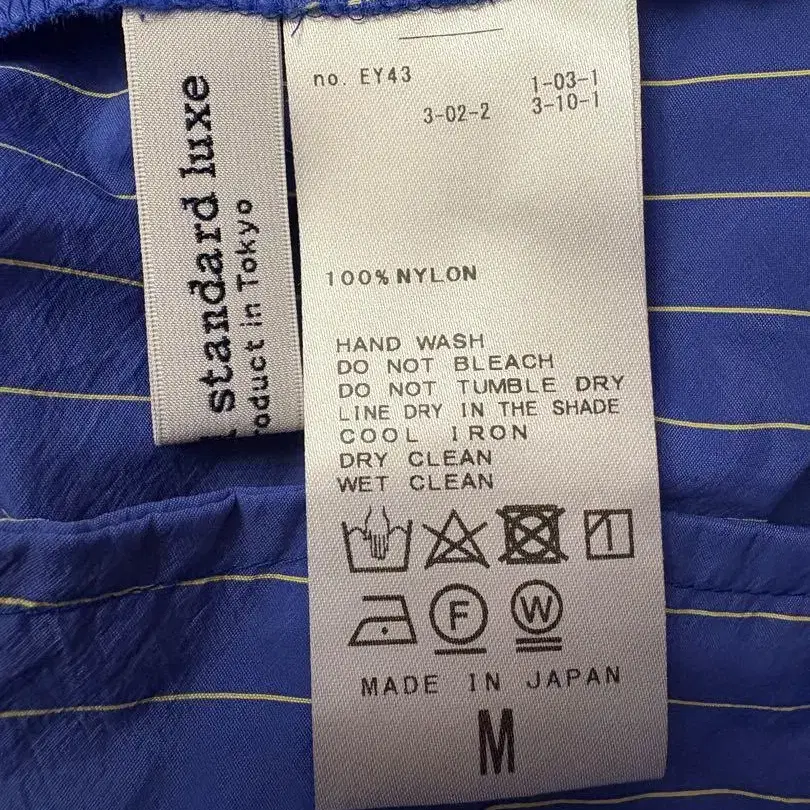 standard luxe
roduct in Tokyo
no. EY43
1-03-1
3-02-2 3-10-1
100% NYLON
HAND WASH
DO NOT BLEACH
DO NOT TUMBLE DRY
LINE DRY IN THE SHADE
COOL IRON
DRY CLEAN
WET CLEAN
F W
MADE IN JAPAN
M